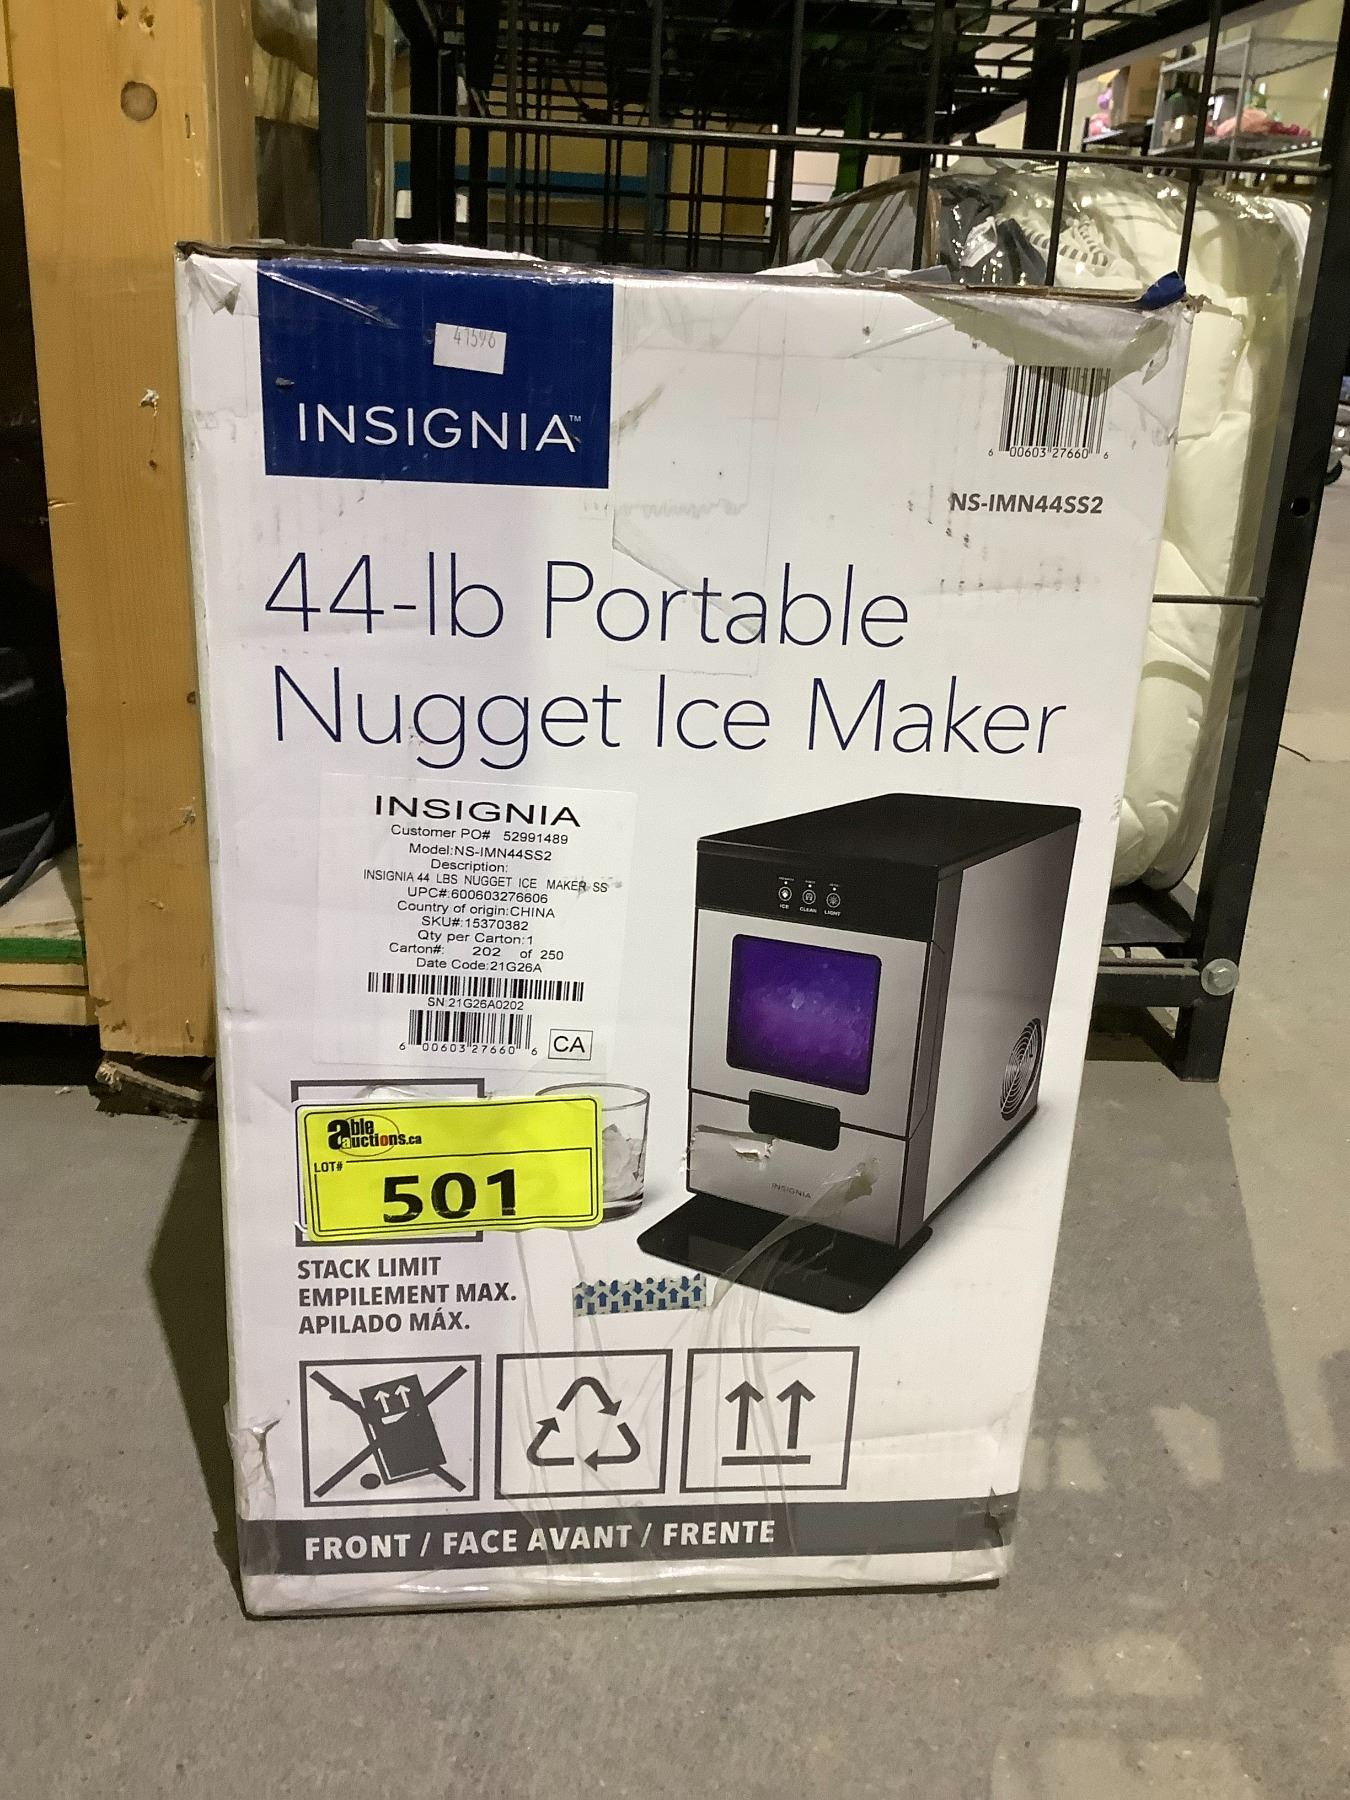 41596
INSIGNIA™
6 00603 27660 6
NS-IMN44SS2
44-lb Portable
Nugget Ice Maker
INSIGNIA
Customer PO# 52991489
Model:NS-IMN44SS2
Description:
INSIGNIA 44 LBS NUGGET ICE MAKER SS
UPC#:600603276606
Country of origin:CHINA
SKU#:15370382
Qty per Carton:1
Carton#: 202 of 250
Date Code:21G26A
SN 21G26A0202
6 00603 27660 6
CA
ICE CLEAN LIGHT
INSIGNIA
able auctions.ca
LOT#
501
STACK LIMIT
EMPILEMENT MAX.
APILADO MÁX.
FRONT / FACE AVANT / FRENTE